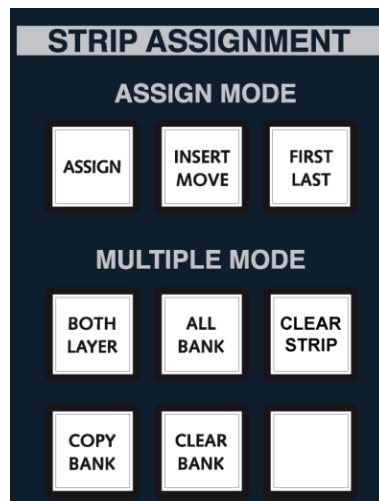 STRIP ASSIGNMENT
ASSIGN MODE
ASSIGN
INSERT
MOVE
FIRST
LAST
MULTIPLE MODE
BOTH
LAYER
ALL
BANK
CLEAR
STRIP
COPY
BANK
CLEAR
BANK